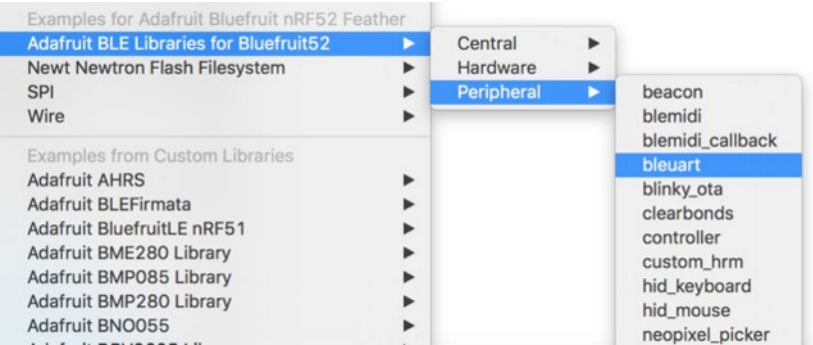 Examples for Adafruit Bluefruit nRF52 Feather
Adafruit BLE Libraries for Bluefruit52
Newt Newtron Flash Filesystem
SPI
Wire
Examples from Custom Libraries
Adafruit AHRS
Adafruit BLEFirmata
Adafruit BluefruitLE nRF51
Adafruit BME280 Library
Adafruit BMP085 Library
Adafruit BMP280 Library
Adafruit BNO055
Central
Hardware
Peripheral
beacon
blemidi
blemidi_callback
bleuart
blinky_ota
clearbonds
controller
custom_hrm
hid_keyboard
hid_mouse
neopixel_picker